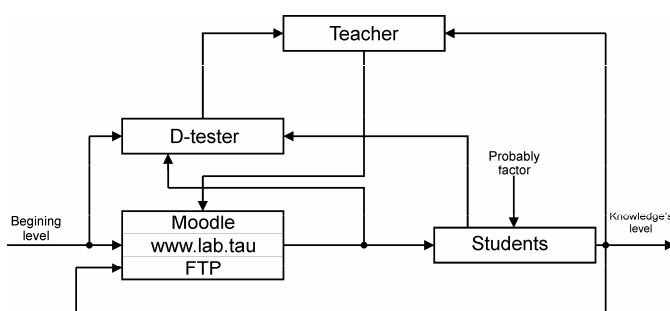 Teacher
D-tester
Probably
factor
Begining
level
Moodle
www.lab.tau
FTP
Students
Knowledge's
level